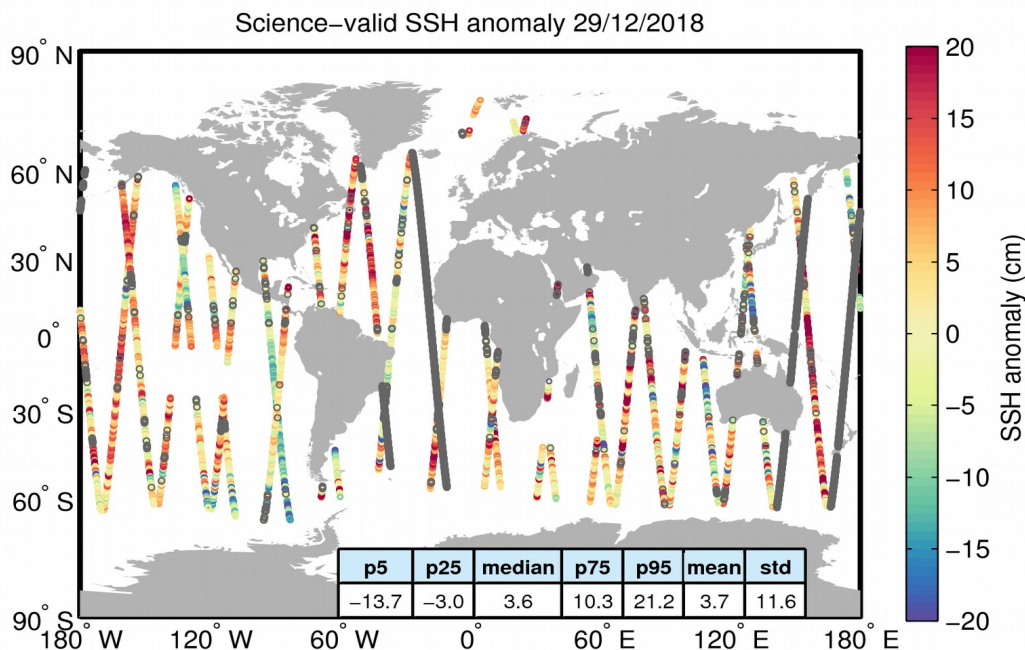 Science−valid SSH anomaly 29/12/2018
90° N
60° N
30° N
0°
30° S
60° S
90° S
180° W
120° W
60° W
0°
60° E
120° E
180° E
p5 p25 median p75 p95 mean std
−13.7 −3.0 3.6 10.3 21.2 3.7 11.6
20
15
10
5
0
−5
−10
−15
−20
SSH anomaly (cm)